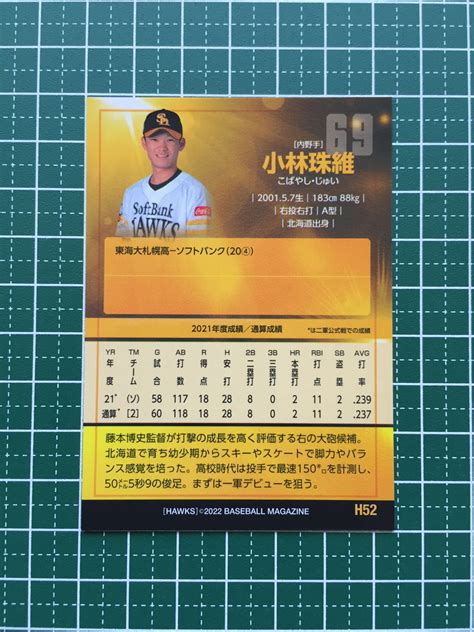 SH
SoftBank
HAWKS
69
[内野手]
小林珠維
こばやし・じゅい
｜2001.5.7生｜183cm 88kg｜
｜右投右打｜A型｜
｜北海道出身｜
東海大札幌高ーソフトバンク(20④)
2021年度成績／通算成績
*は二軍公式戦での成績
YR TM G AB R H 2B 3B HR RBI SB AVG
年度 チーム 試合 打数 得点 安打 二塁打 三塁打 本塁打 打点 盗塁 打率
21* (ソ) 58 117 18 28 8 0 2 11 2 .239
通算* [2] 60 118 18 28 8 0 2 11 2 .237
藤本博史監督が打撃の成長を高く評価する右の大砲候補。
北海道で育ち幼少期からスキーやスケートで脚力やバラ
ンス感覚を培った。高校時代は投手で最速150㌔を計測し、
50㍍5秒9の俊足。まずは一軍デビューを狙う。
[HAWKS]©2022 BASEBALL MAGAZINE
H52